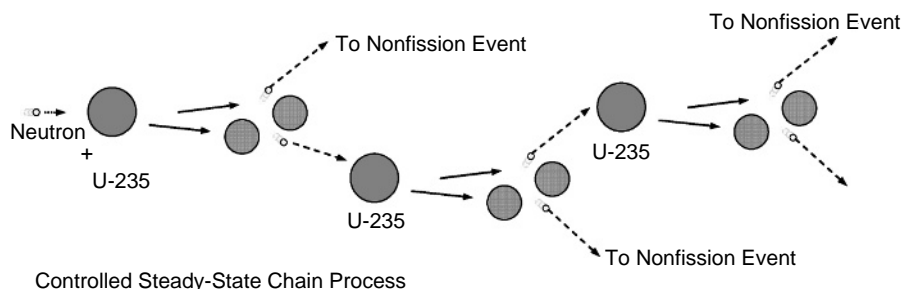 To Nonfission Event
To Nonfission Event
Neutron
+
U-235
U-235
U-235
To Nonfission Event
Controlled Steady-State Chain Process